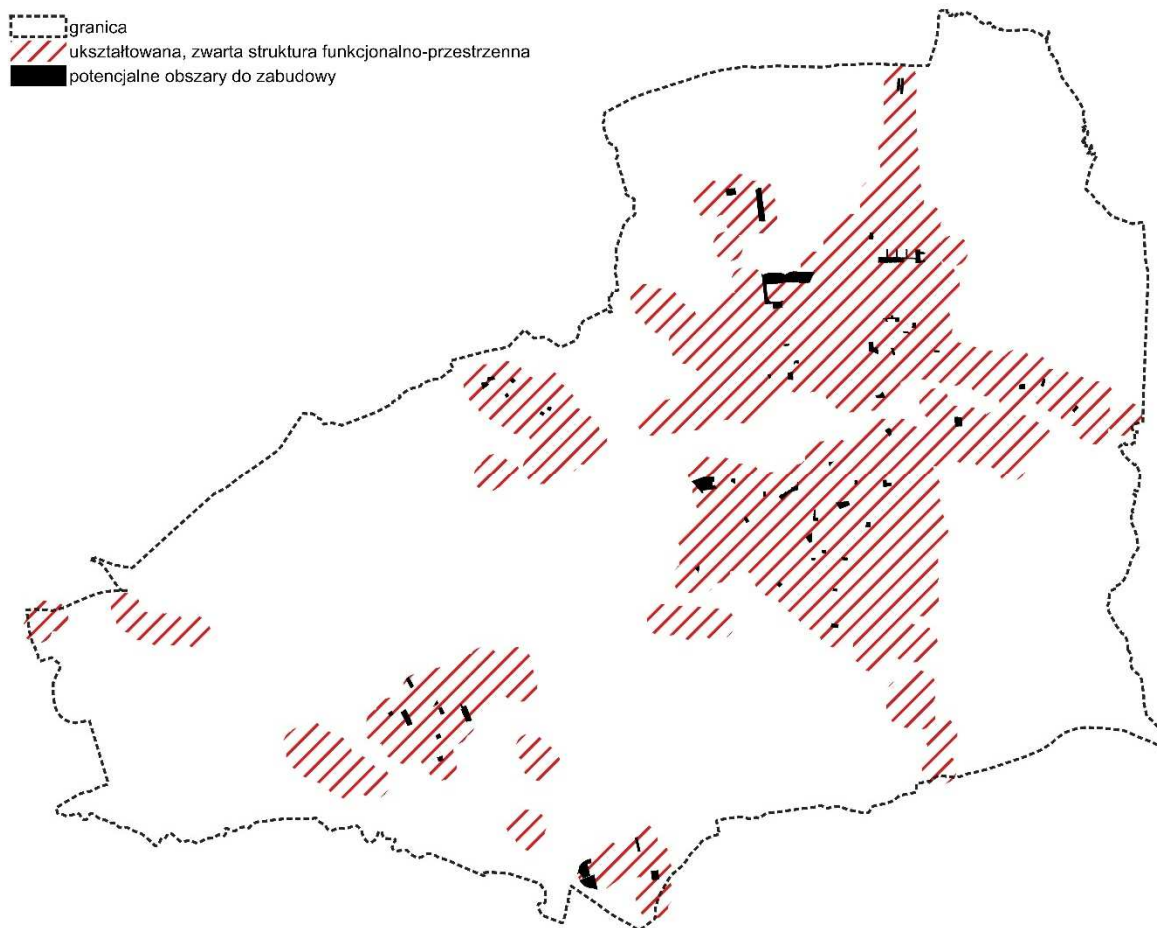 granica
ukształtowana, zwarta struktura funkcjonalno-przestrzenna
potencjalne obszary do zabudowy